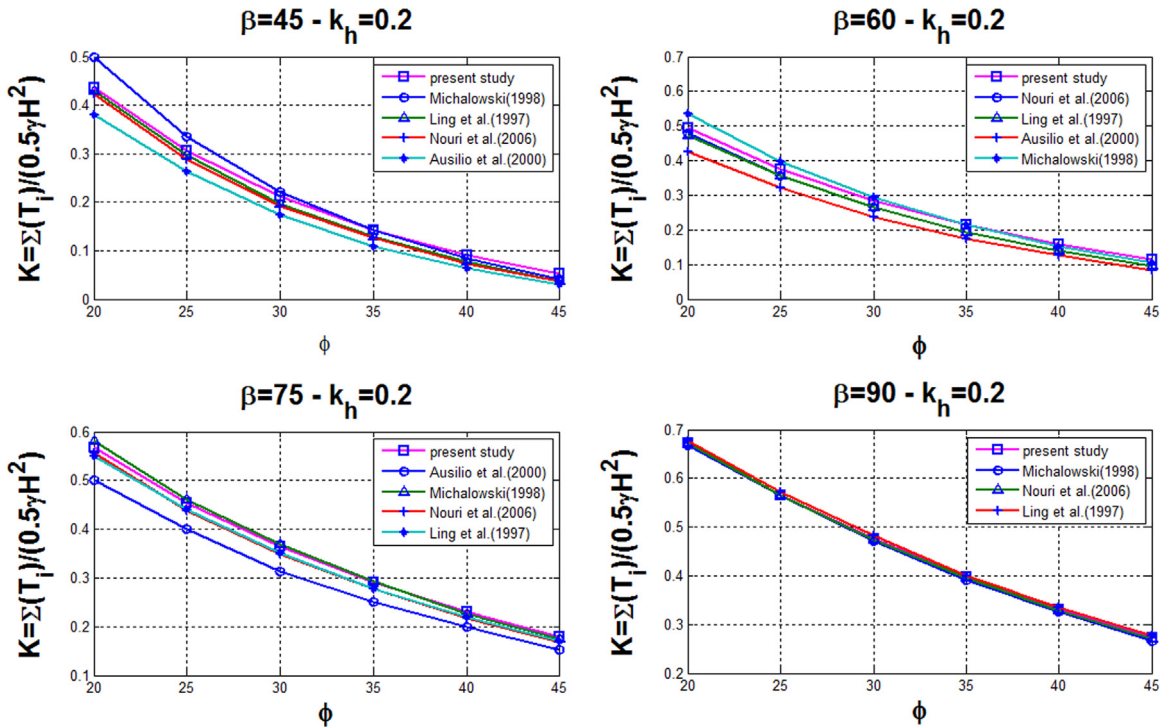 β=45 - k_h=0.2
K=Σ(T_i)/(0.5γH²)
0.5
0.4
0.3
0.2
0.1
0
20
25
30
35
40
45
ϕ
present study
Michalowski(1998)
Ling et al.(1997)
Nouri et al.(2006)
Ausilio et al.(2000)
β=60 - k_h=0.2
K=Σ(T_i)/(0.5γH²)
0.7
0.6
0.5
0.4
0.3
0.2
0.1
0
20
25
30
35
40
45
ϕ
present study
Nouri et al.(2006)
Ling et al.(1997)
Ausilio et al.(2000)
Michalowski(1998)
β=75 - k_h=0.2
K=Σ(T_i)/(0.5γH²)
0.6
0.5
0.4
0.3
0.2
0.1
20
25
30
35
40
45
ϕ
present study
Ausilio et al.(2000)
Michalowski(1998)
Nouri et al.(2006)
Ling et al.(1997)
β=90 - k_h=0.2
K=Σ(T_i)/(0.5γH²)
0.7
0.6
0.5
0.4
0.3
0.2
20
25
30
35
40
45
ϕ
present study
Michalowski(1998)
Nouri et al.(2006)
Ling et al.(1997)